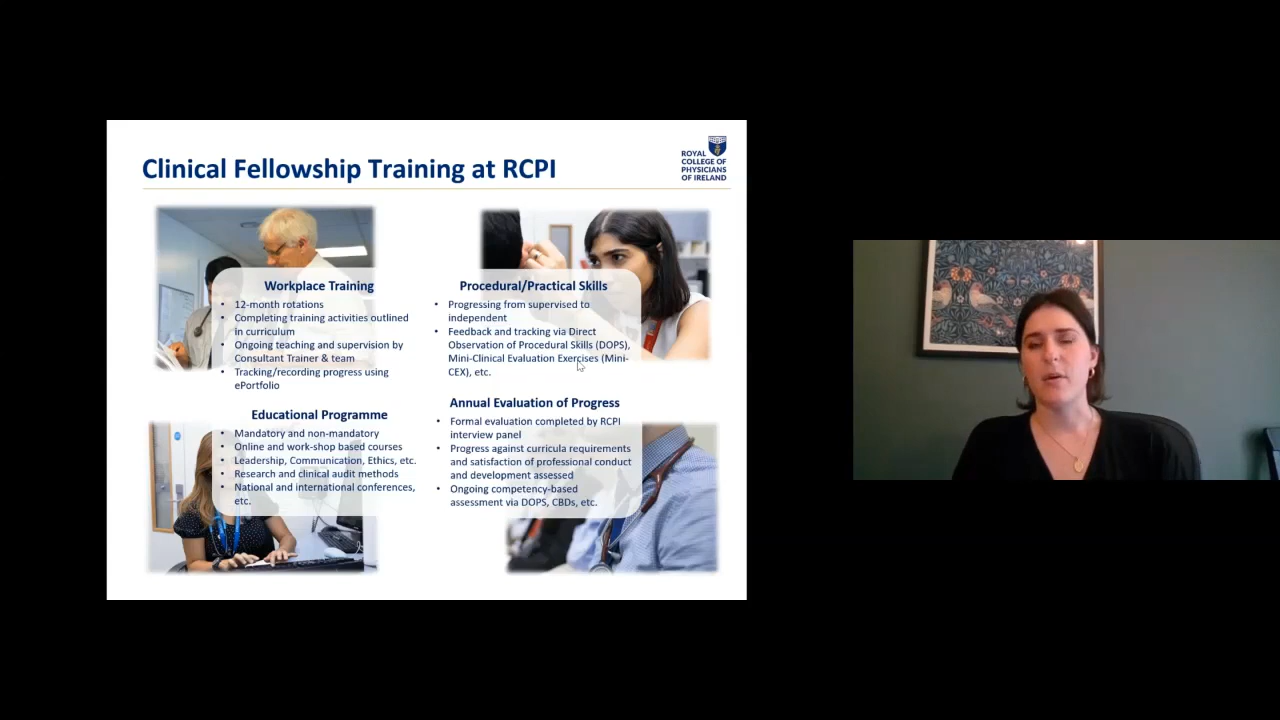 Clinical Fellowship Training at RCPI
ROYAL
COLLEGE OF
PHYSICIANS
OF IRELAND
Workplace Training
• 12-month rotations
• Completing training activities outlined
in curriculum
• Ongoing teaching and supervision by
Consultant Trainer & team
• Tracking/recording progress using
ePortfolio
Procedural/Practical Skills
• Progressing from supervised to
independent
• Feedback and tracking via Direct
Observation of Procedural Skills (DOPS),
Mini-Clinical Evaluation Exercises (Mini-
CEX), etc.
Educational Programme
• Mandatory and non-mandatory
• Online and work-shop based courses
• Leadership, Communication, Ethics, etc.
• Research and clinical audit methods
• National and international conferences,
etc.
Annual Evaluation of Progress
• Formal evaluation completed by RCPI
interview panel
• Progress against curricula requirements
and satisfaction of professional conduct
and development assessed
• Ongoing competency-based
assessment via DOPS, CBDs, etc.